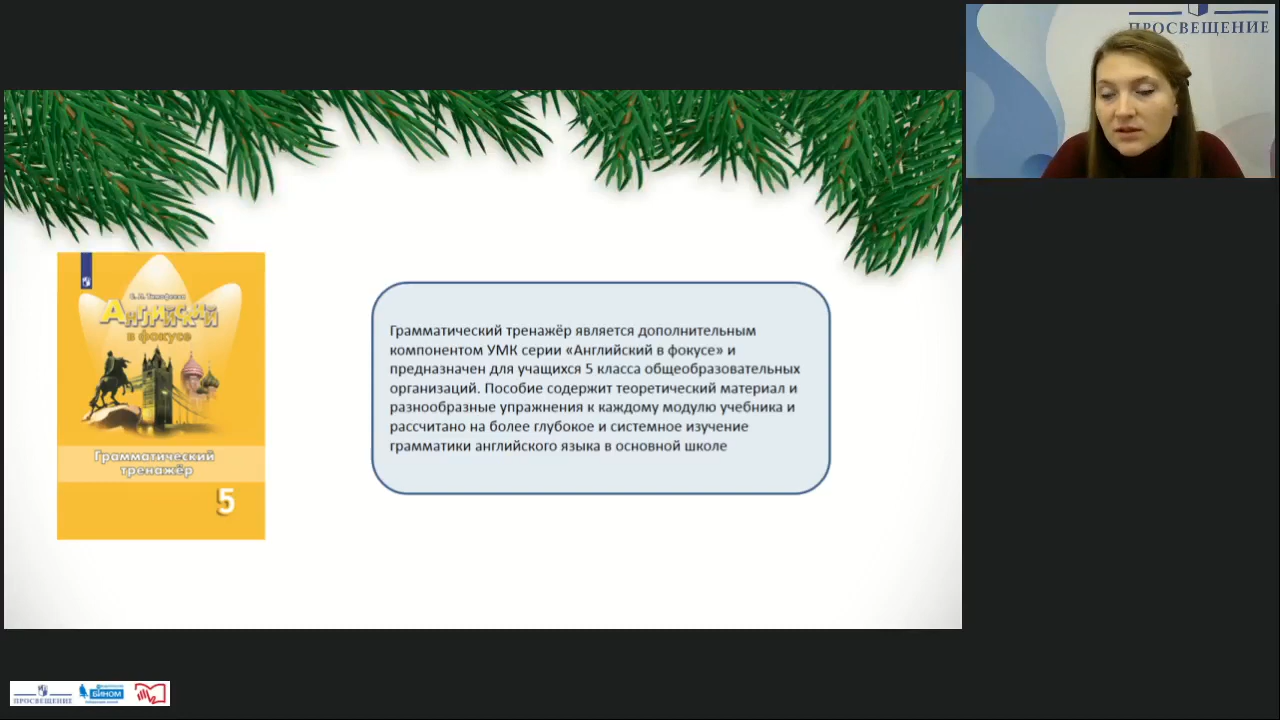 ПРОСВЕЩЕНИЕ
С. Л. Тимофеева
Английский
в фокусе
Грамматический
тренажёр
5
Грамматический тренажёр является дополнительным
компонентом УМК серии «Английский в фокусе» и
предназначен для учащихся 5 класса общеобразовательных
организаций. Пособие содержит теоретический материал и
разнообразные упражнения к каждому модулю учебника и
рассчитано на более глубокое и системное изучение
грамматики английского языка в основной школе
ПРОСВЕЩЕНИЕ
БИНОМ